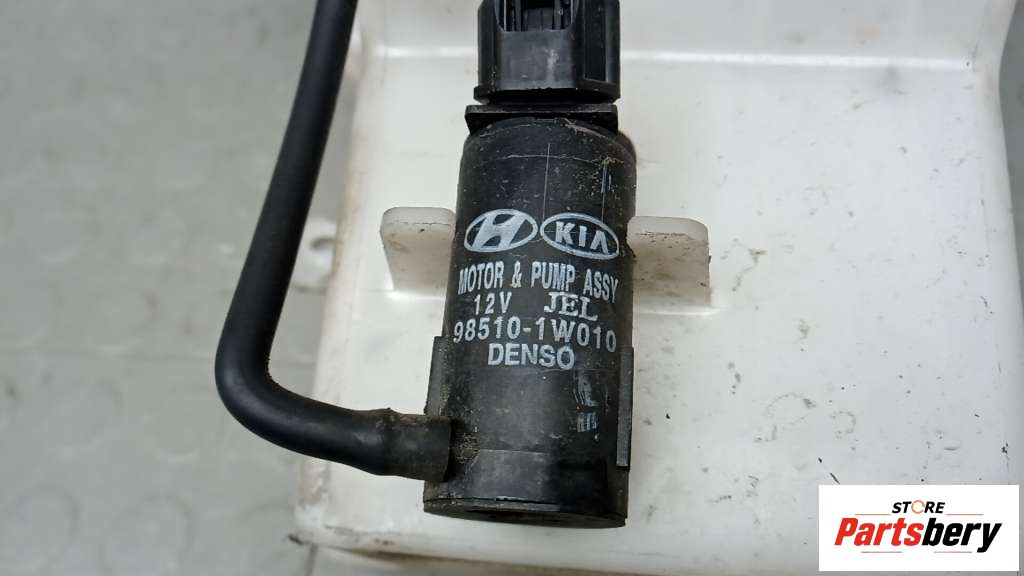 KIA
MOTOR & PUMP ASSY
12V JEL
98510-1W010
DENSO
STORE
Partsbery